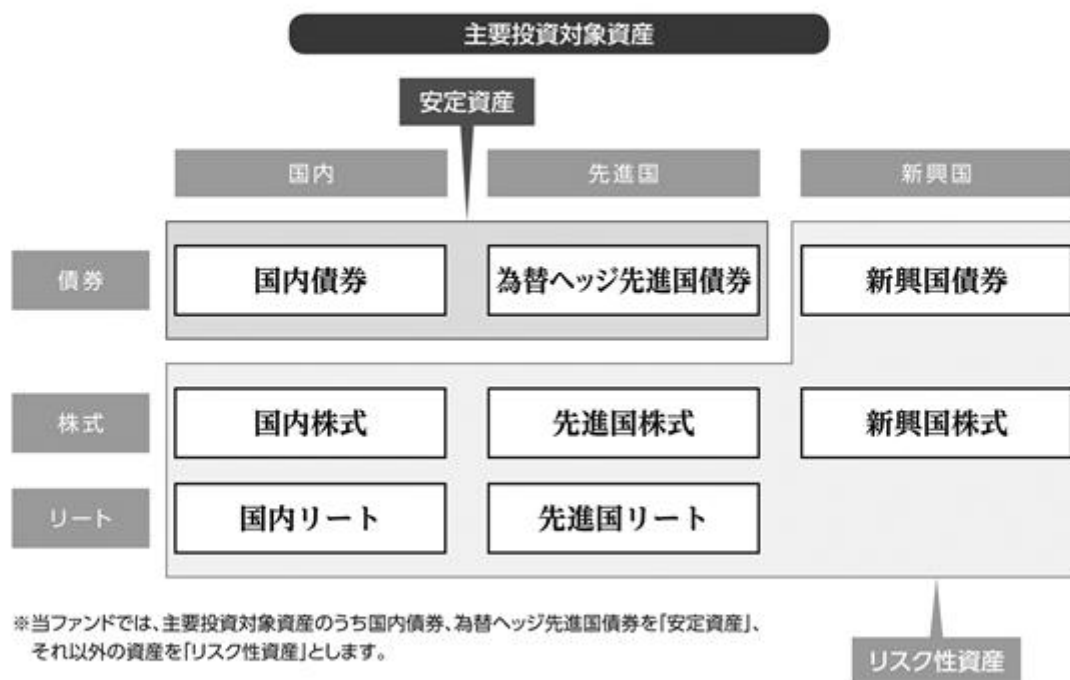 主要投資対象資産
安定資産
国内
先進国
新興国
債券
国内債券
為替ヘッジ先進国債券
新興国債券
株式
国内株式
先進国株式
新興国株式
リート
国内リート
先進国リート
※当ファンドでは、主要投資対象資産のうち国内債券、為替ヘッジ先進国債券を「安定資産」、
それ以外の資産を「リスク性資産」とします。
リスク性資産